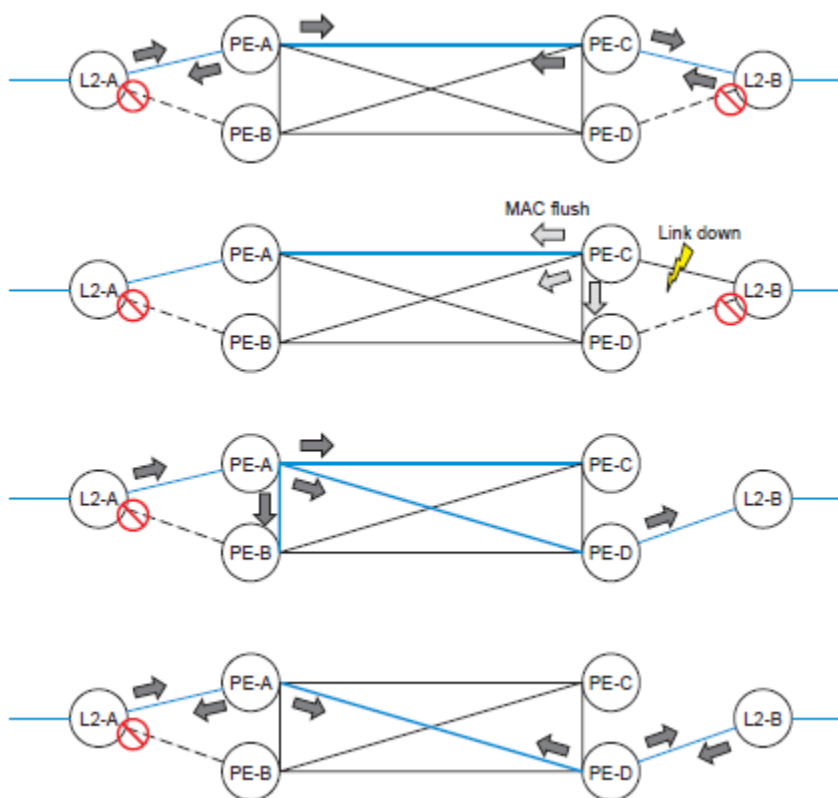 PE-A
PE-C
L2-A
L2-B
PE-B
PE-D
MAC flush
Link down
PE-A
PE-C
L2-A
L2-B
PE-B
PE-D
PE-A
PE-C
L2-A
L2-B
PE-B
PE-D
PE-A
PE-C
L2-A
L2-B
PE-B
PE-D